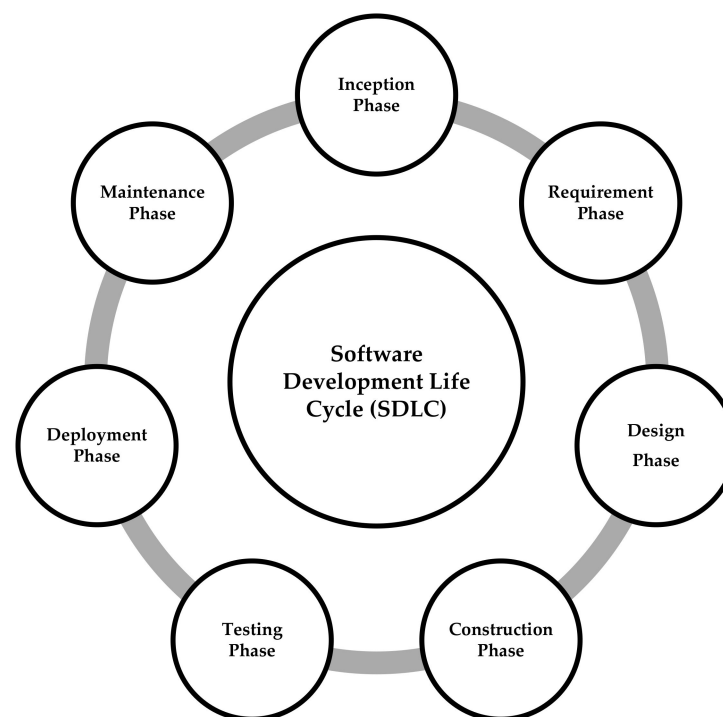 Inception
Phase
Requirement
Phase
Design
Phase
Construction
Phase
Testing
Phase
Deployment
Phase
Maintenance
Phase
Software
Development Life
Cycle (SDLC)